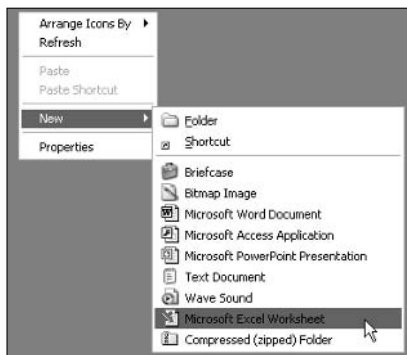 Arrange Icons By
Refresh
Paste
Paste Shortcut
New
Properties
Folder
Shortcut
Briefcase
Bitmap Image
Microsoft Word Document
Microsoft Access Application
Microsoft PowerPoint Presentation
Text Document
Wave Sound
Microsoft Excel Worksheet
Compressed (zipped) Folder